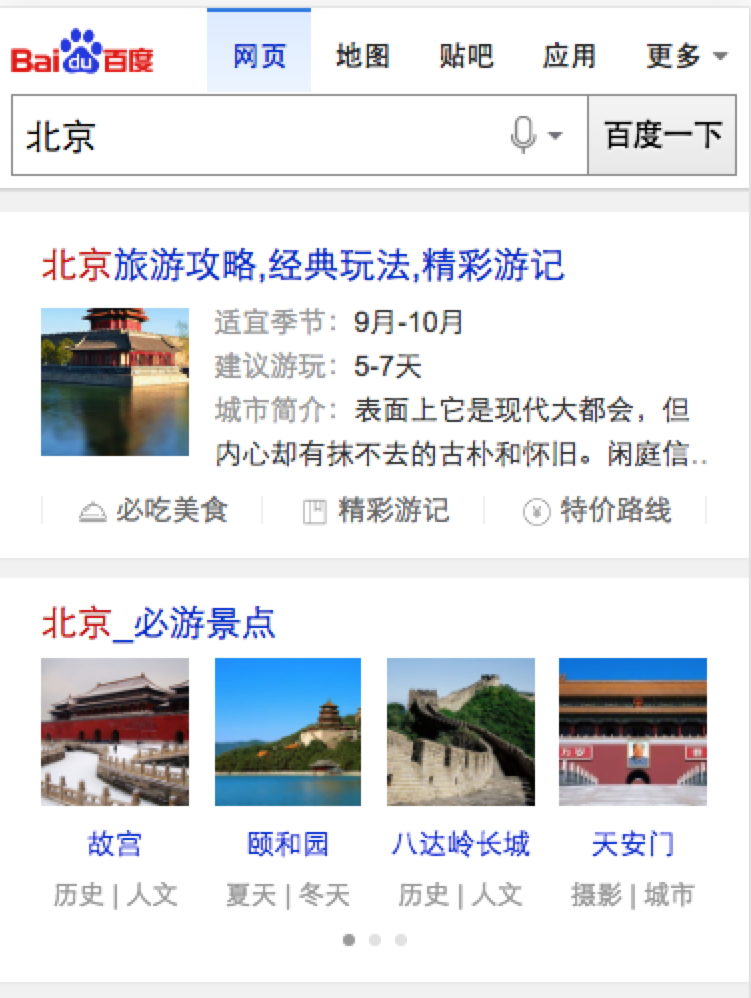 Bai du 百度
网页 地图 贴吧 应用 更多
北京 百度一下
北京旅游攻略,经典玩法,精彩游记
适宜季节：9月-10月
建议游玩：5-7天
城市简介：表面上它是现代大都会，但
内心却有抹不去的古朴和怀旧。闲庭信..
必吃美食 精彩游记 特价路线
北京_必游景点
故宫 颐和园 八达岭长城 天安门
历史 | 人文 夏天 | 冬天 历史 | 人文 摄影 | 城市